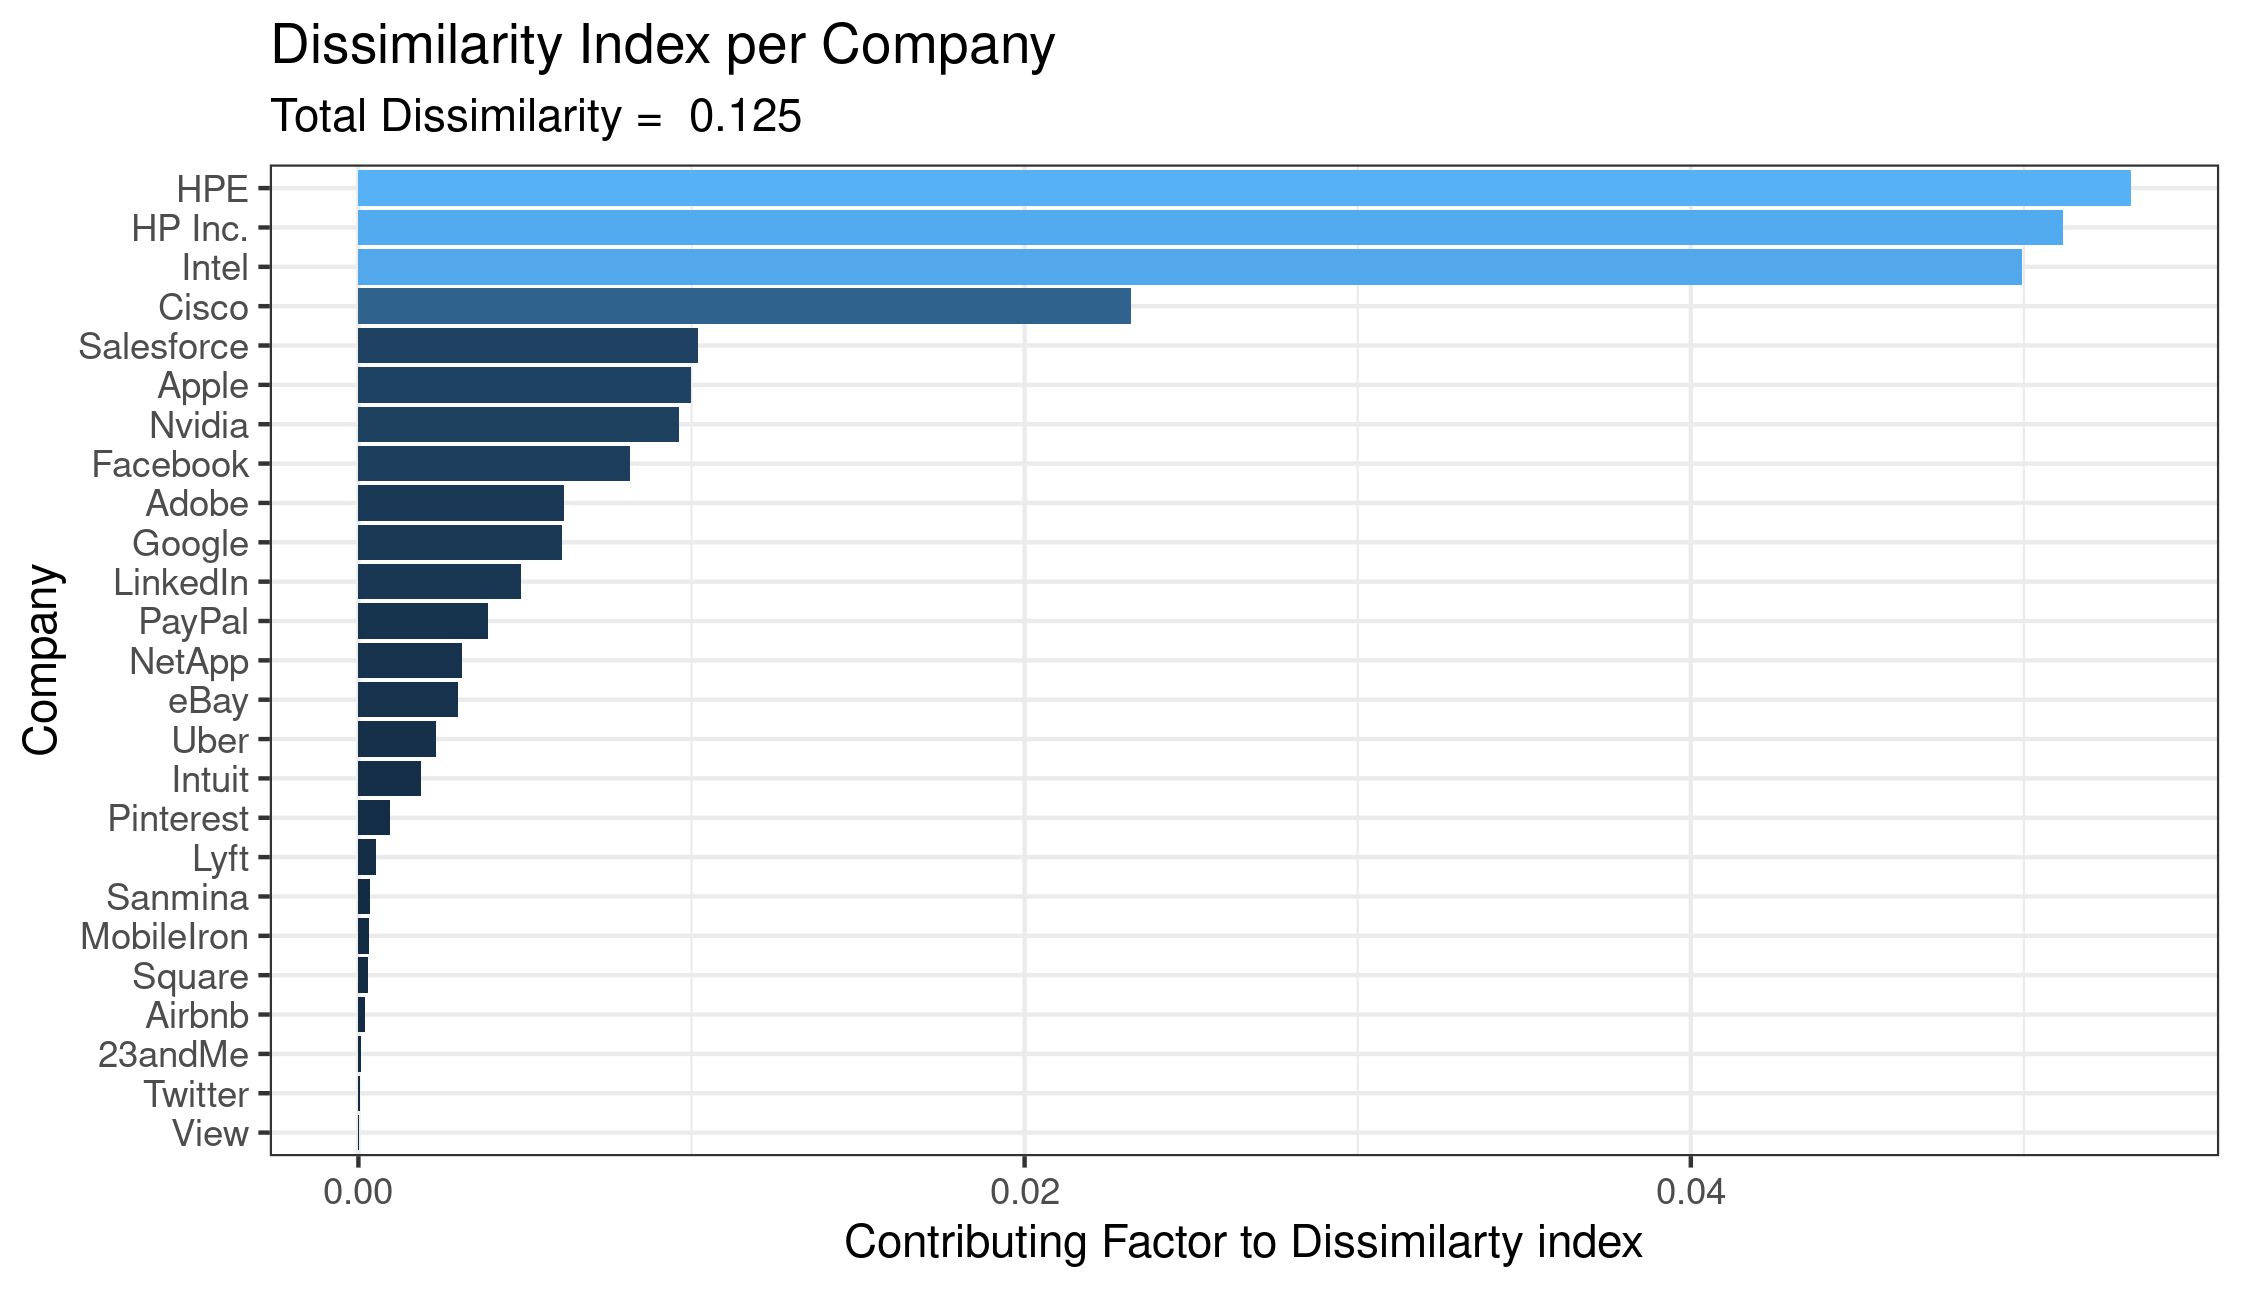 Dissimilarity Index per Company
Total Dissimilarity =  0.125
HPE
HP Inc.
Intel
Cisco
Salesforce
Apple
Nvidia
Facebook
Adobe
Google
LinkedIn
PayPal
NetApp
eBay
Uber
Intuit
Pinterest
Lyft
Sanmina
MobileIron
Square
Airbnb
23andMe
Twitter
View
Company
0.00 0.02 0.04
Contributing Factor to Dissimilarty index